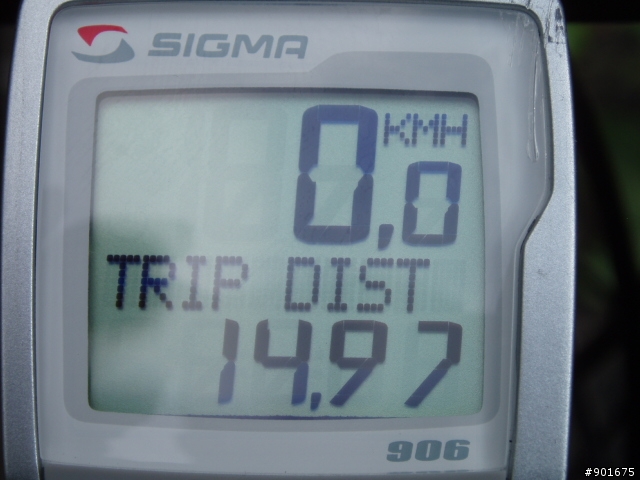 SIGMA
0,0 KMH
TRIP DIST
14,97
906
#901675